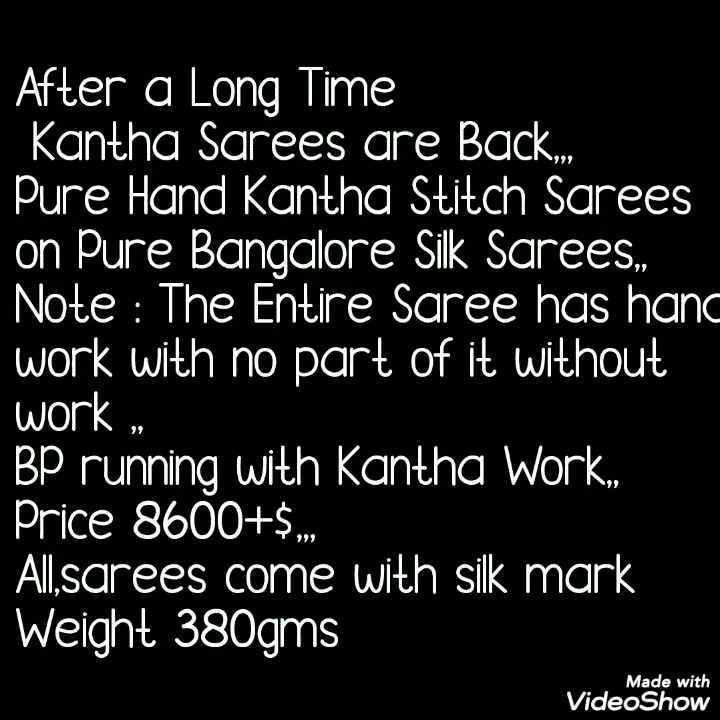 After a Long Time
Kantha Sarees are Back,,,
Pure Hand Kantha Stitch Sarees
on Pure Bangalore Silk Sarees,,
Note : The Entire Saree has hand
work with no part of it without
work ,,
BP running with Kantha Work,,
Price 8600+$,,,
All,sarees come with silk mark
Weight 380gms
Made with
VideoShow